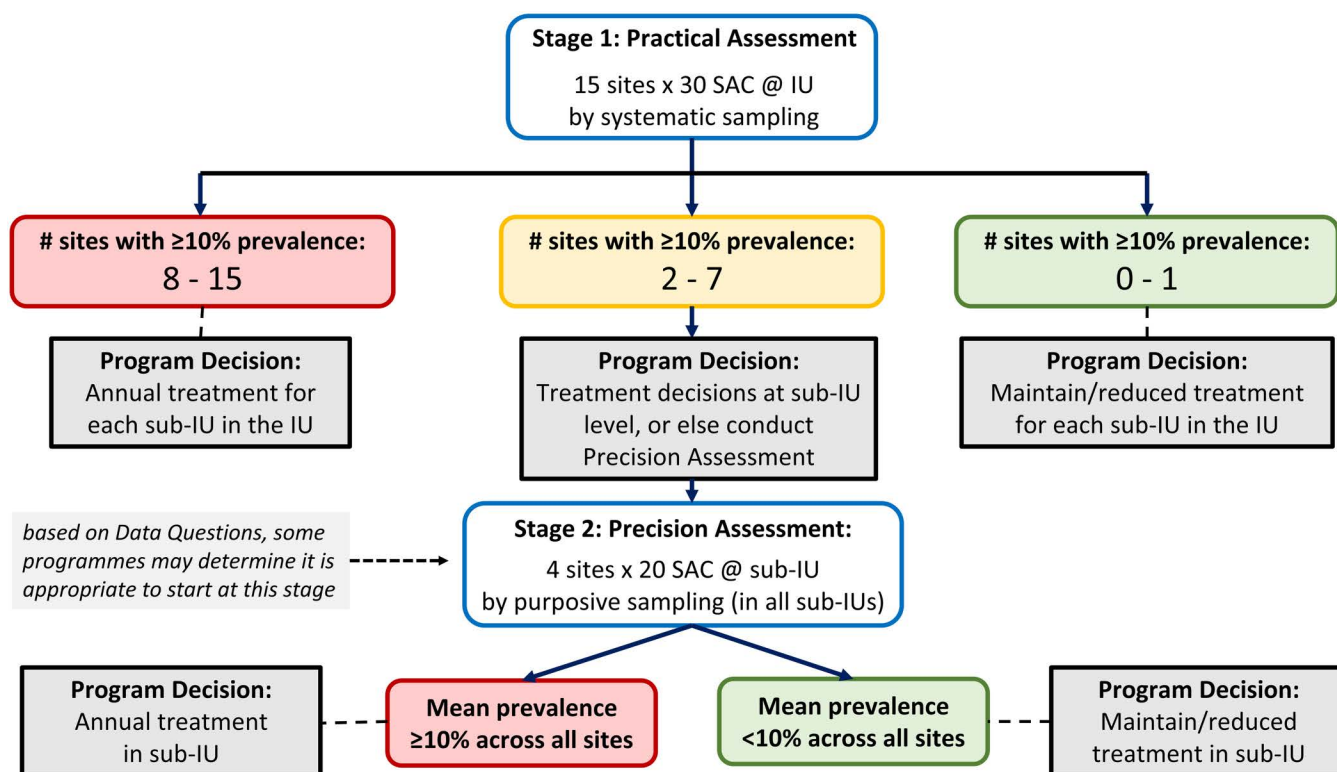 Stage 1: Practical Assessment
15 sites x 30 SAC @ IU
by systematic sampling
# sites with ≥10% prevalence:
8 - 15
# sites with ≥10% prevalence:
2 - 7
# sites with ≥10% prevalence:
0 - 1
Program Decision:
Annual treatment for
each sub-IU in the IU
Program Decision:
Treatment decisions at sub-IU
level, or else conduct
Precision Assessment
Program Decision:
Maintain/reduced treatment
for each sub-IU in the IU
based on Data Questions, some
programmes may determine it is
appropriate to start at this stage
Stage 2: Precision Assessment:
4 sites x 20 SAC @ sub-IU
by purposive sampling (in all sub-IUs)
Program Decision:
Annual treatment
in sub-IU
Mean prevalence
≥10% across all sites
Mean prevalence
<10% across all sites
Program Decision:
Maintain/reduced
treatment in sub-IU